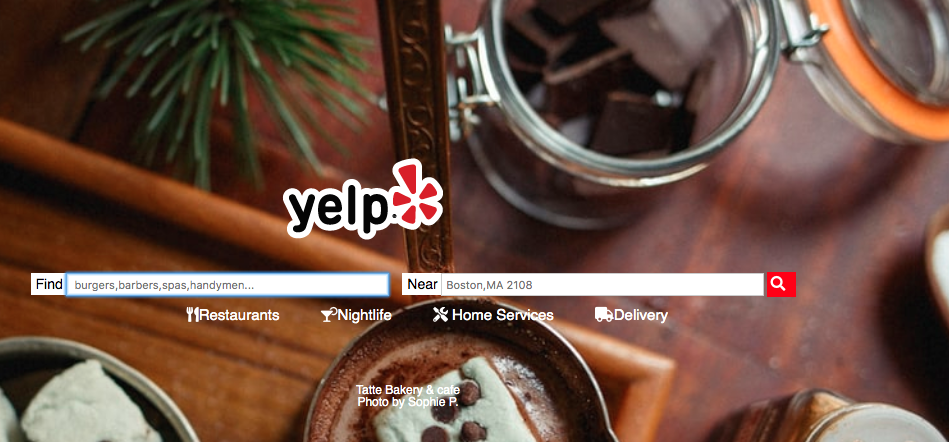 yelp
Find burgers,barbers,spas,handymen... Near Boston,MA 2108
Restaurants Nightlife Home Services Delivery
Tatte Bakery & cafe
Photo by Sophie P.